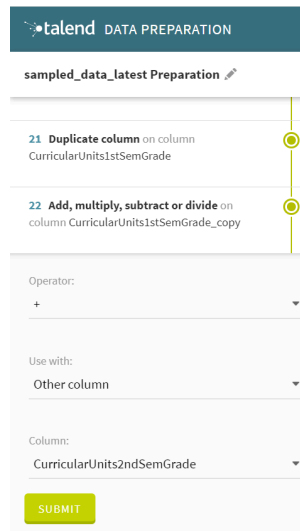 talend DATA PREPARATION
sampled_data_latest Preparation
21 Duplicate column on column
CurricularUnits1stSemGrade
22 Add, multiply, subtract or divide on
column CurricularUnits1stSemGrade_copy
Operator:
+
Use with:
Other column
Column:
CurricularUnits2ndSemGrade
SUBMIT